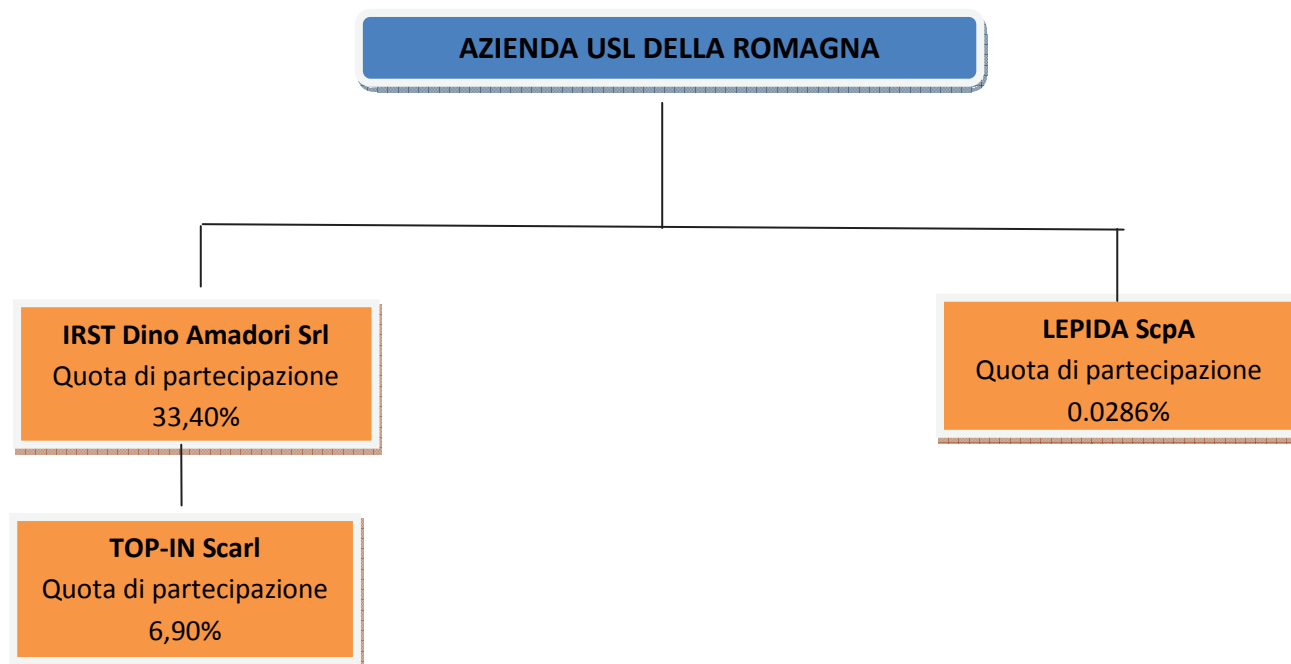 AZIENDA USL DELLA ROMAGNA
IRST Dino Amadori Srl
Quota di partecipazione
33,40%
LEPIDA ScpA
Quota di partecipazione
0.0286%
TOP-IN Scarl
Quota di partecipazione
6,90%